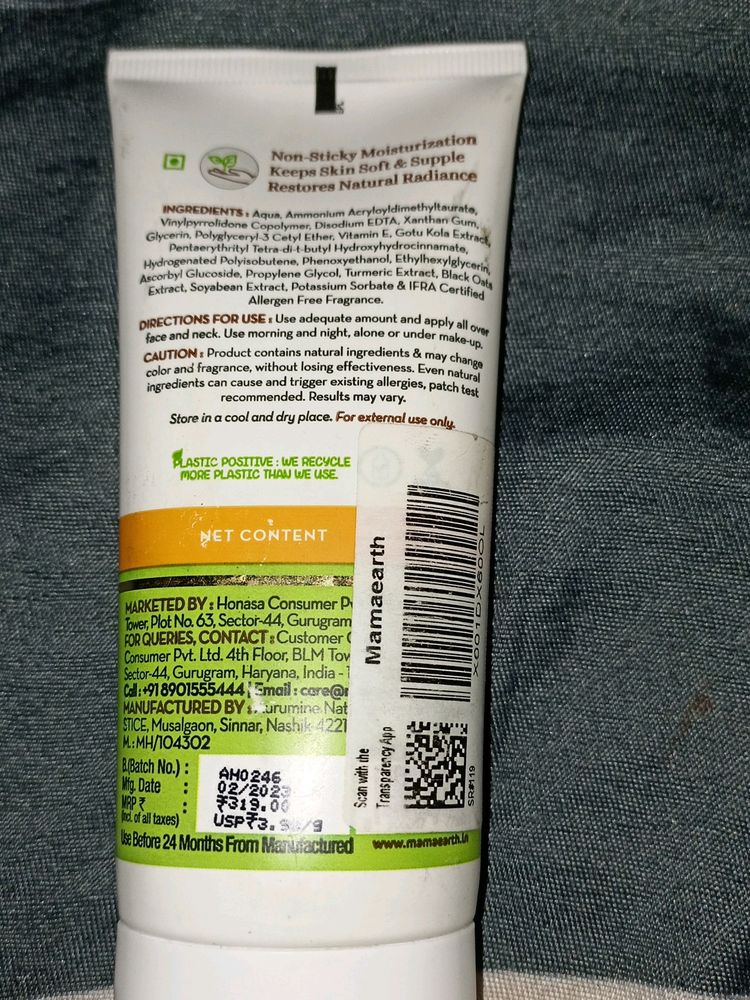 Non-Sticky Moisturization
Keeps Skin Soft & Supple
Restores Natural Radiance
INGREDIENTS : Aqua, Ammonium Acryloyldimethyltaurate,
Vinylpyrrolidone Copolymer, Disodium EDTA, Xanthan Gum,
Glycerin, Polyglyceryl-3 Cetyl Ether, Vitamin E, Gotu Kola Extract,
Pentaerythrityl Tetra-di-t-butyl Hydroxyhydrocinnamate,
Hydrogenated Polyisobutene, Phenoxyethanol, Ethylhexylglycerin,
Ascorbyl Glucoside, Propylene Glycol, Turmeric Extract, Black Oats
Extract, Soyabean Extract, Potassium Sorbate & IFRA Certified
Allergen Free Fragrance.
DIRECTIONS FOR USE : Use adequate amount and apply all over
face and neck. Use morning and night, alone or under make-up.
CAUTION : Product contains natural ingredients & may change
color and fragrance, without losing effectiveness. Even natural
ingredients can cause and trigger existing allergies, patch test
recommended. Results may vary.
Store in a cool and dry place. For external use only.
PLASTIC POSITIVE : WE RECYCLE
MORE PLASTIC THAN WE USE.
NET CONTENT
MARKETED BY : Honasa Consumer
Tower, Plot No. 63, Sector-44, Gurugram
FOR QUERIES, CONTACT : Customer
Consumer Pvt. Ltd. 4th Floor, BLM
Sector-44, Gurugram, Haryana, India -
Call : +91 8901555444 | Email :
MANUFACTURED BY :
STICE, Musalgaon, Sinnar, Nashik
M. : MH/104302
B.(Batch No.) : AH0246
Mfg. Date : 02/2023
MRP ₹ : ₹319.00
(incl. of all taxes)
USP₹
Use Before 24 Months From Manufactured
www.mamaearth.in
Mamaearth
X001DX60OL
Scan with the
Transparency App
SR#119